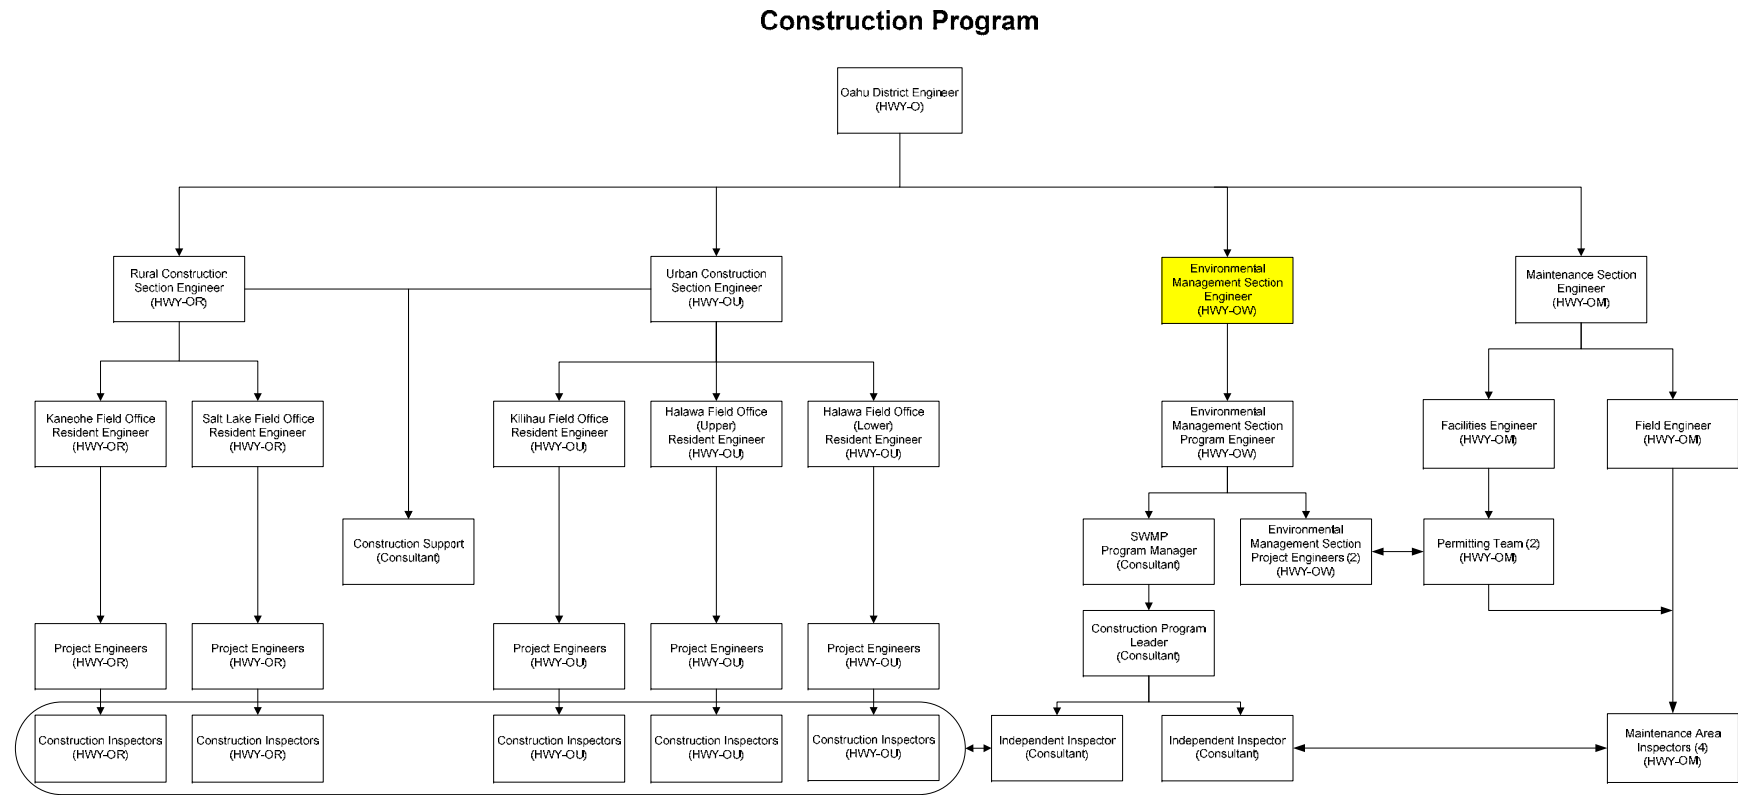 Construction Program
Oahu District Engineer
(HWY-O)
Rural Construction
Section Engineer
(HWY-OR)
Urban Construction
Section Engineer
(HWY-OU)
Environmental
Management Section
Engineer
(HWY-OW)
Maintenance Section
Engineer
(HWY-OM)
Kaneohe Field Office
Resident Engineer
(HWY-OR)
Salt Lake Field Office
Resident Engineer
(HWY-OR)
Kilihau Field Office
Resident Engineer
(HWY-OU)
Halawa Field Office
(Upper)
Resident Engineer
(HWY-OU)
Halawa Field Office
(Lower)
Resident Engineer
(HWY-OU)
Environmental
Management Section
Program Engineer
(HWY-OW)
Facilities Engineer
(HWY-OM)
Field Engineer
(HWY-OM)
Construction Support
(Consultant)
SWMP
Program Manager
(Consultant)
Environmental
Management Section
Project Engineers (2)
(HWY-OW)
Permitting Team (2)
(HWY-OM)
Project Engineers
(HWY-OR)
Project Engineers
(HWY-OR)
Project Engineers
(HWY-OU)
Project Engineers
(HWY-OU)
Project Engineers
(HWY-OU)
Construction Program
Leader
(Consultant)
Construction Inspectors
(HWY-OR)
Construction Inspectors
(HWY-OR)
Construction Inspectors
(HWY-OU)
Construction Inspectors
(HWY-OU)
Construction Inspectors
(HWY-OU)
Independent Inspector
(Consultant)
Independent Inspector
(Consultant)
Maintenance Area
Inspectors (4)
(HWY-OM)